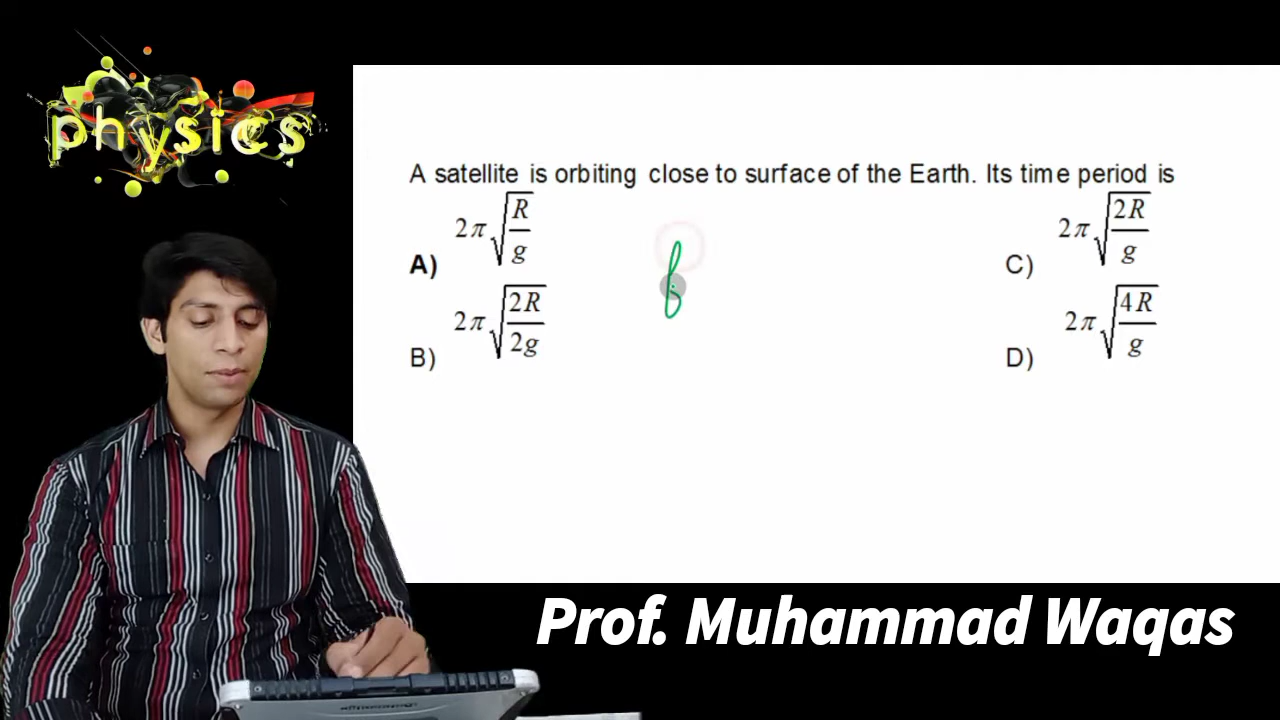 physics
A satellite is orbiting close to surface of the Earth. Its time period is
A) 2π√(R/g)
C) 2π√(2R/g)
B) 2π√(2R/2g)
D) 2π√(4R/g)
Prof. Muhammad Waqas